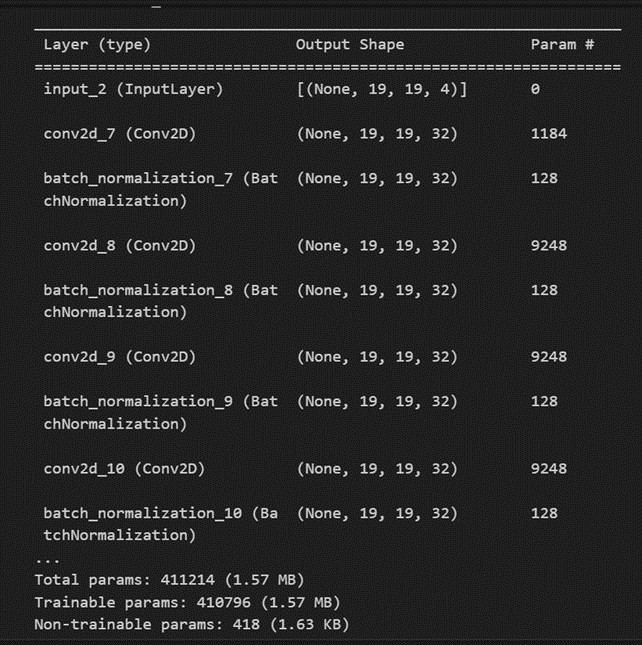 Layer (type) Output Shape Param #
=================================================================
input_2 (InputLayer) [(None, 19, 19, 4)] 0
conv2d_7 (Conv2D) (None, 19, 19, 32) 1184
batch_normalization_7 (Bat (None, 19, 19, 32) 128
chNormalization)
conv2d_8 (Conv2D) (None, 19, 19, 32) 9248
batch_normalization_8 (Bat (None, 19, 19, 32) 128
chNormalization)
conv2d_9 (Conv2D) (None, 19, 19, 32) 9248
batch_normalization_9 (Bat (None, 19, 19, 32) 128
chNormalization)
conv2d_10 (Conv2D) (None, 19, 19, 32) 9248
batch_normalization_10 (Ba (None, 19, 19, 32) 128
tchNormalization)
...
Total params: 411214 (1.57 MB)
Trainable params: 410796 (1.57 MB)
Non-trainable params: 418 (1.63 KB)